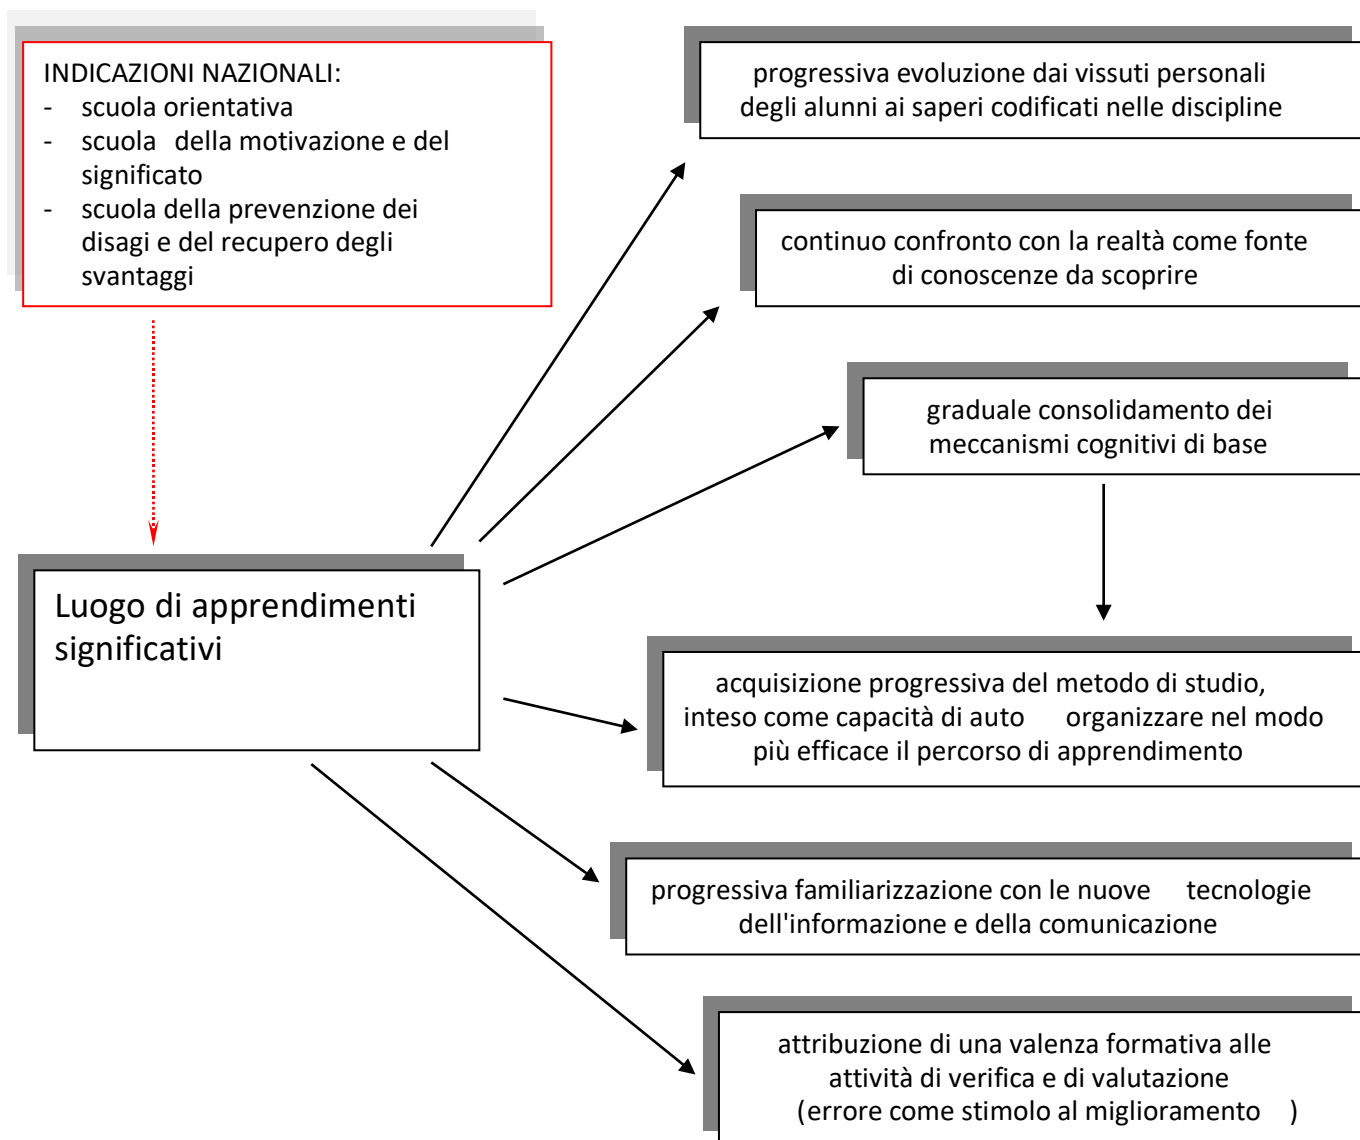 INDICAZIONI NAZIONALI:
- scuola orientativa
- scuola della motivazione e del
significato
- scuola della prevenzione dei
disagi e del recupero degli
svantaggi
progressiva evoluzione dai vissuti personali
degli alunni ai saperi codificati nelle discipline
continuo confronto con la realtà come fonte
di conoscenze da scoprire
graduale consolidamento dei
meccanismi cognitivi di base
Luogo di apprendimenti
significativi
acquisizione progressiva del metodo di studio,
inteso come capacità di auto organizzare nel modo
più efficace il percorso di apprendimento
progressiva familiarizzazione con le nuove tecnologie
dell'informazione e della comunicazione
attribuzione di una valenza formativa alle
attività di verifica e di valutazione
(errore come stimolo al miglioramento )